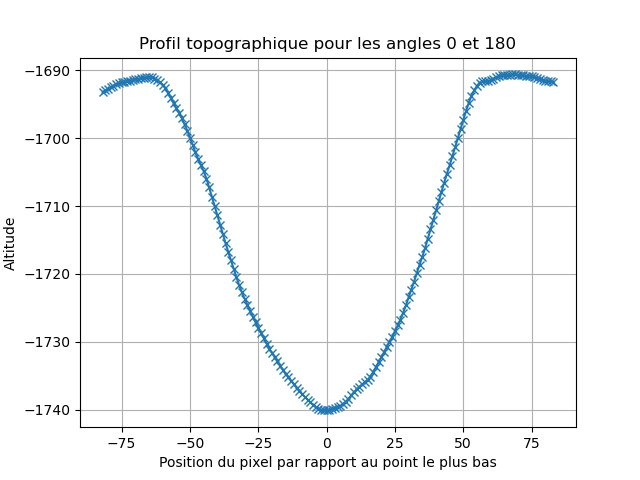 Profil topographique pour les angles 0 et 180
Altitude
−1690
−1700
−1710
−1720
−1730
−1740
−75 −50 −25 0 25 50 75
Position du pixel par rapport au point le plus bas